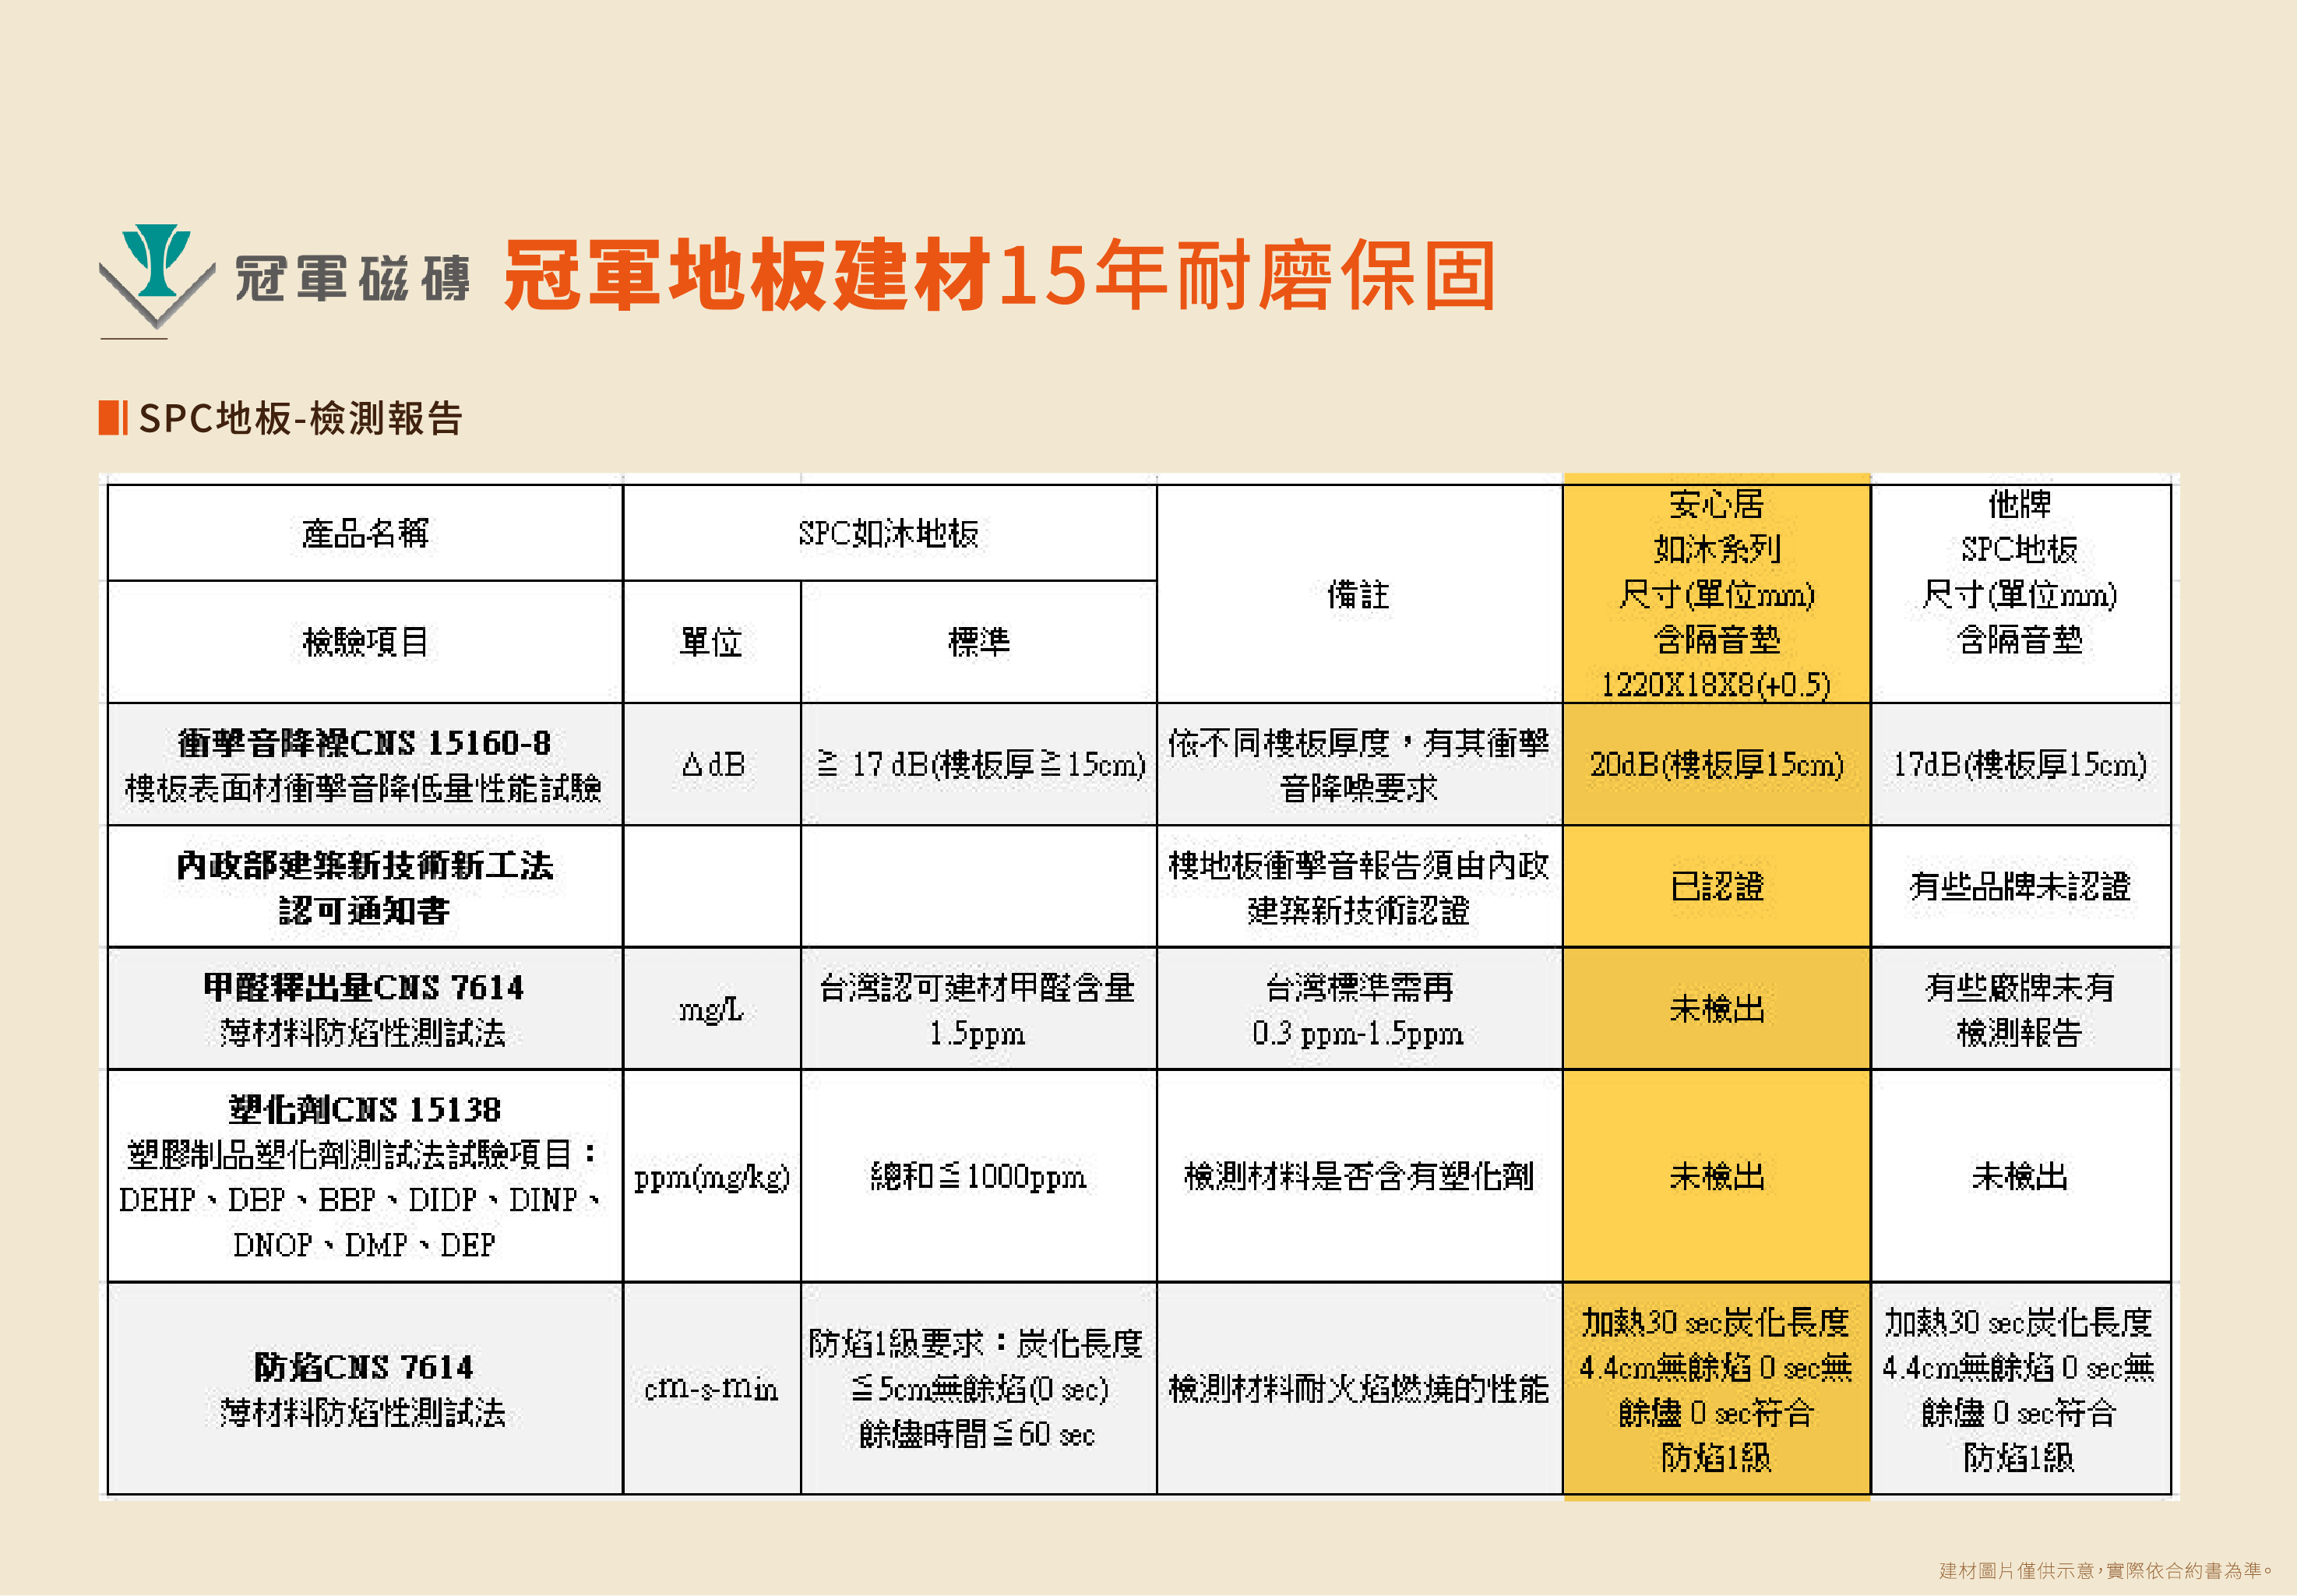 冠軍磁磚 冠軍地板建材15年耐磨保固
SPC地板-檢測報告
產品名稱
SPC如沐地板
備註
安心居
如沐系列
尺寸(單位mm)
含隔音墊
1220X18X8(+0.5)
他牌
SPC地板
尺寸(單位mm)
含隔音墊
檢驗項目
單位
標準
衝擊音降襙CNS 15160-8
樓板表面材衝擊音降低量性能試驗
ΔdB
≧ 17 dB(樓板厚≧15cm)
依不同樓板厚度，有其衝擊
音降噪要求
20dB(樓板厚15cm)
17dB(樓板厚15cm)
內政部建築新技術新工法
認可通知書
樓地板衝擊音報告須由內政
建築新技術認證
已認證
有些品牌未認證
甲醛釋出量CNS 7614
薄材料防焰性測試法
mg/L
台灣認可建材甲醛含量
1.5ppm
台灣標準需再
0.3 ppm-1.5ppm
未檢出
有些廠牌未有
檢測報告
塑化劑CNS 15138
塑膠制品塑化劑測試法試驗項目：
DEHP、DBP、BBP、DIDP、DINP、
DNOP、DMP、DEP
ppm(mg/kg)
總和≦1000ppm
檢測材料是否含有塑化劑
未檢出
未檢出
防焰CNS 7614
薄材料防焰性測試法
cm-s-min
防焰1級要求：炭化長度
≦5cm無餘焰(0 sec)
餘燼時間≦60 sec
檢測材料耐火焰燃燒的性能
加熱30 sec炭化長度
4.4cm無餘焰 0 sec無
餘燼 0 sec符合
防焰1級
加熱30 sec炭化長度
4.4cm無餘焰 0 sec無
餘燼 0 sec符合
防焰1級
建材圖片僅供示意，實際依合約書為準。